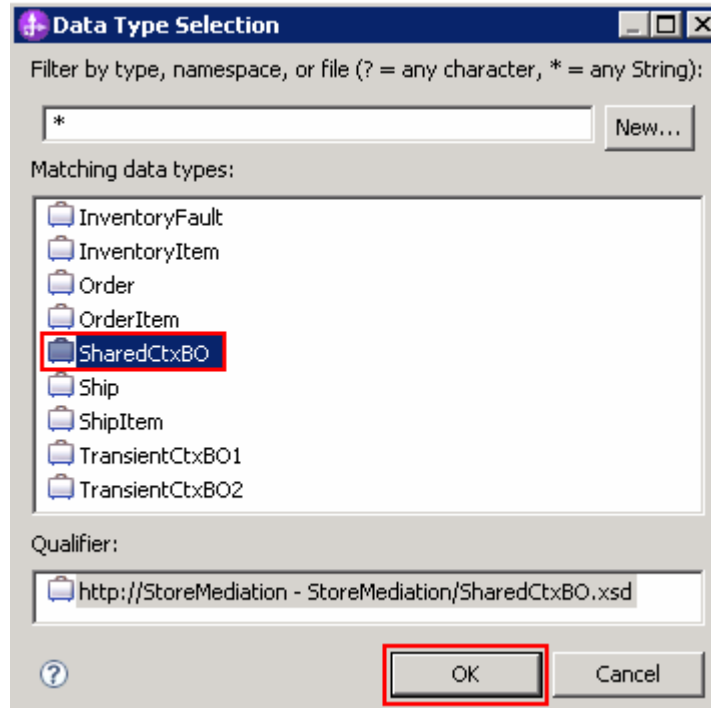 Data Type Selection
Filter by type, namespace, or file (? = any character, * = any String):
*
New...
Matching data types:
InventoryFault
InventoryItem
Order
OrderItem
SharedCtxBO
Ship
ShipItem
TransientCtxBO1
TransientCtxBO2
Qualifier:
http://StoreMediation - StoreMediation/SharedCtxBO.xsd
?
OK
Cancel